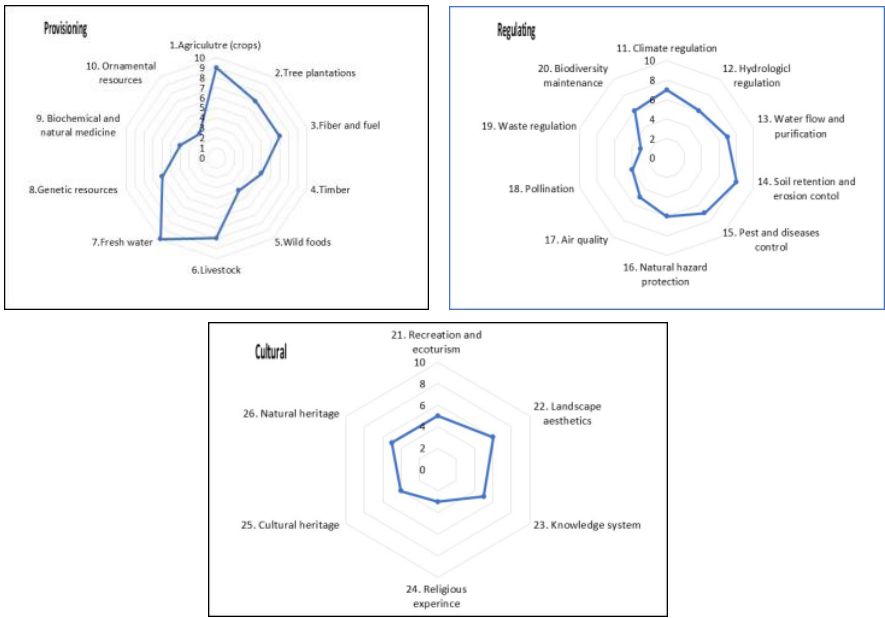 Provisioning
1.Agriculutre (crops)
10
9
8
7
6
5
4
3
2
1
0
2.Tree plantations
3.Fiber and fuel
4.Timber
5.Wild foods
6.Livestock
7.Fresh water
8.Genetic resources
9. Biochemical and
natural medicine
10. Ornamental
resources
Regulating
11. Climate regulation
10
8
6
4
2
0
12. Hydrologicl
regulation
13. Water flow and
purification
14. Soil retention and
erosion contol
15. Pest and diseases
control
16. Natural hazard
protection
17. Air quality
18. Pollination
19. Waste regulation
20. Biodiversity
maintenance
Cultural
21. Recreation and
ecoturism
10
8
6
4
2
0
22. Landscape
aesthetics
23. Knowledge system
24. Religious
experince
25. Cultural heritage
26. Natural heritage